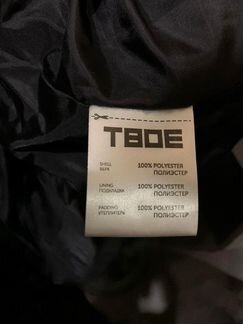 ТВОЕ
SHELL 100% POLYESTER
ВЕРХ ПОЛИЭСТЕР
LINING 100% POLYESTER
ПОДКЛАДКА ПОЛИЭСТЕР
PADDING 100% POLYESTER
УТЕПЛИТЕЛЬ ПОЛИЭСТЕР